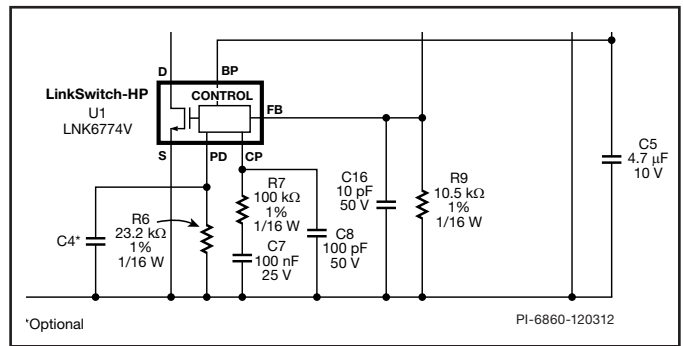 D
BP
LinkSwitch-HP
U1
LNK6774V
CONTROL
FB
S
PD
CP
C5
4.7 µF
10 V
C16
10 pF
50 V
R9
10.5 kΩ
1%
1/16 W
R7
100 kΩ
1%
1/16 W
R6
23.2 kΩ
1%
1/16 W
C4*
C8
100 pF
50 V
C7
100 nF
25 V
*Optional
PI-6860-120312